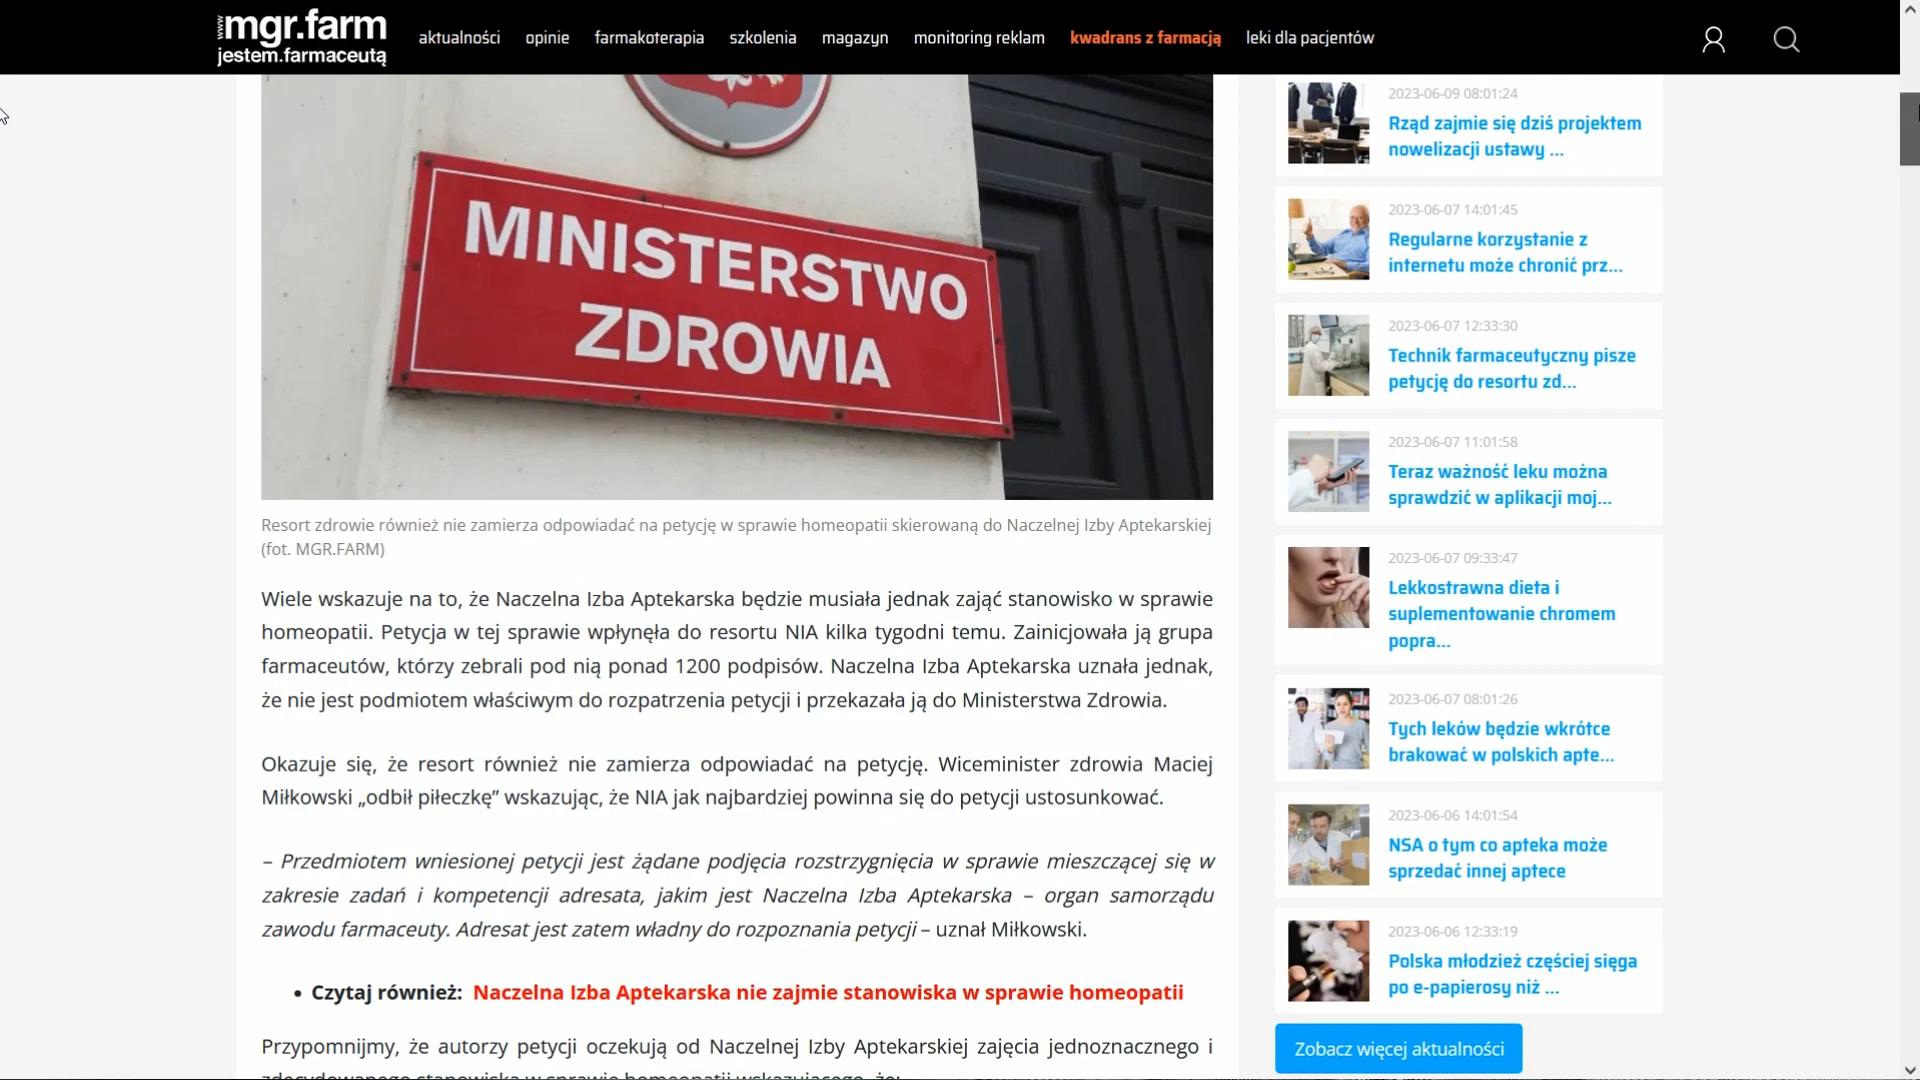 www.mgr.farm
jestem.farmaceutą
aktualności
opinie
farmakoterapia
szkolenia
magazyn
monitoring reklam
kwadrans z farmacją
leki dla pacjentów
MINISTERSTWO
ZDROWIA
Resort zdrowie również nie zamierza odpowiadać na petycję w sprawie homeopatii skierowaną do Naczelnej Izby Aptekarskiej
(fot. MGR.FARM)
Wiele wskazuje na to, że Naczelna Izba Aptekarska będzie musiała jednak zająć stanowisko w sprawie
homeopatii. Petycja w tej sprawie wpłynęła do resortu NIA kilka tygodni temu. Zainicjowała ją grupa
farmaceutów, którzy zebrali pod nią ponad 1200 podpisów. Naczelna Izba Aptekarska uznała jednak,
że nie jest podmiotem właściwym do rozpatrzenia petycji i przekazała ją do Ministerstwa Zdrowia.
Okazuje się, że resort również nie zamierza odpowiadać na petycję. Wiceminister zdrowia Maciej
Miłkowski „odbił piłeczkę” wskazując, że NIA jak najbardziej powinna się do petycji ustosunkować.
– Przedmiotem wniesionej petycji jest żądane podjęcia rozstrzygnięcia w sprawie mieszczącej się w
zakresie zadań i kompetencji adresata, jakim jest Naczelna Izba Aptekarska – organ samorządu
zawodu farmaceuty. Adresat jest zatem władny do rozpoznania petycji – uznał Miłkowski.
• Czytaj również: Naczelna Izba Aptekarska nie zajmie stanowiska w sprawie homeopatii
Przypomnijmy, że autorzy petycji oczekują od Naczelnej Izby Aptekarskiej zajęcia jednoznacznego i
zdecydowanego stanowiska w sprawie homeopatii wskazującego, że:
2023-06-09 08:01:24
Rząd zajmie się dziś projektem
nowelizacji ustawy ...
2023-06-07 14:01:45
Regularne korzystanie z
internetu może chronić prz...
2023-06-07 12:33:30
Technik farmaceutyczny pisze
petycję do resortu zd...
2023-06-07 11:01:58
Teraz ważność leku można
sprawdzić w aplikacji moj...
2023-06-07 09:33:47
Lekkostrawna dieta i
suplementowanie chromem
popra...
2023-06-07 08:01:26
Tych leków będzie wkrótce
brakować w polskich apte...
2023-06-06 14:01:54
NSA o tym co apteka może
sprzedać innej aptece
2023-06-06 12:33:19
Polska młodzież częściej sięga
po e-papierosy niż ...
Zobacz więcej aktualności